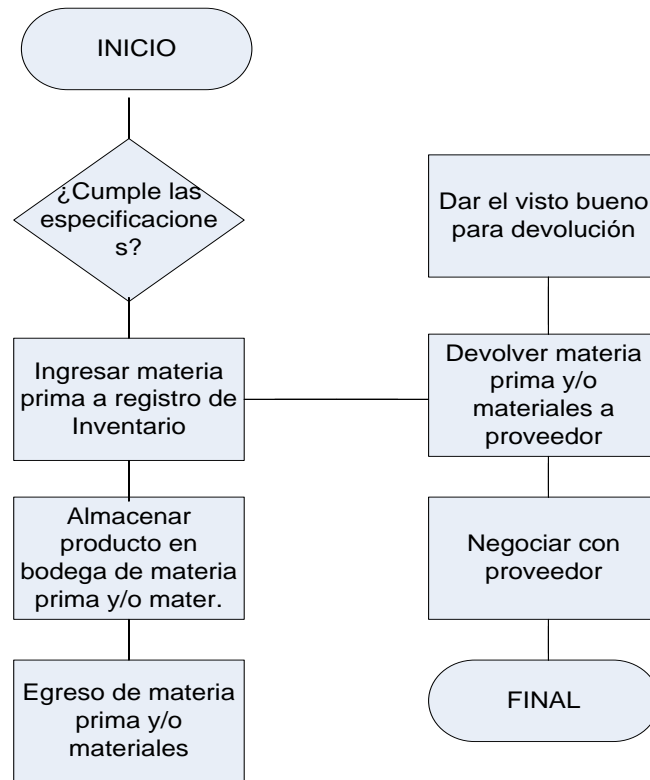 INICIO
¿Cumple las
especificacione
s?
Ingresar materia
prima a registro de
Inventario
Almacenar
producto en
bodega de materia
prima y/o mater.
Egreso de materia
prima y/o
materiales
Dar el visto bueno
para devolución
Devolver materia
prima y/o
materiales a
proveedor
Negociar con
proveedor
FINAL